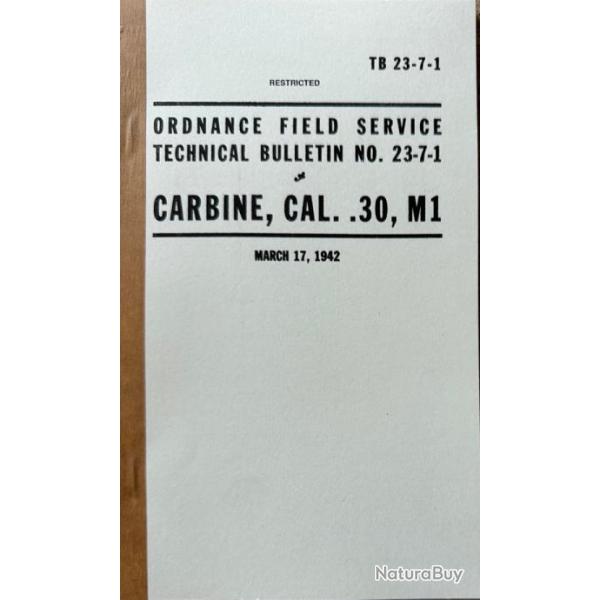 TB 23-7-1
RESTRICTED
ORDNANCE FIELD SERVICE
TECHNICAL BULLETIN NO. 23-7-1
CARBINE, CAL. .30, M1
MARCH 17, 1942
NaturaBuy